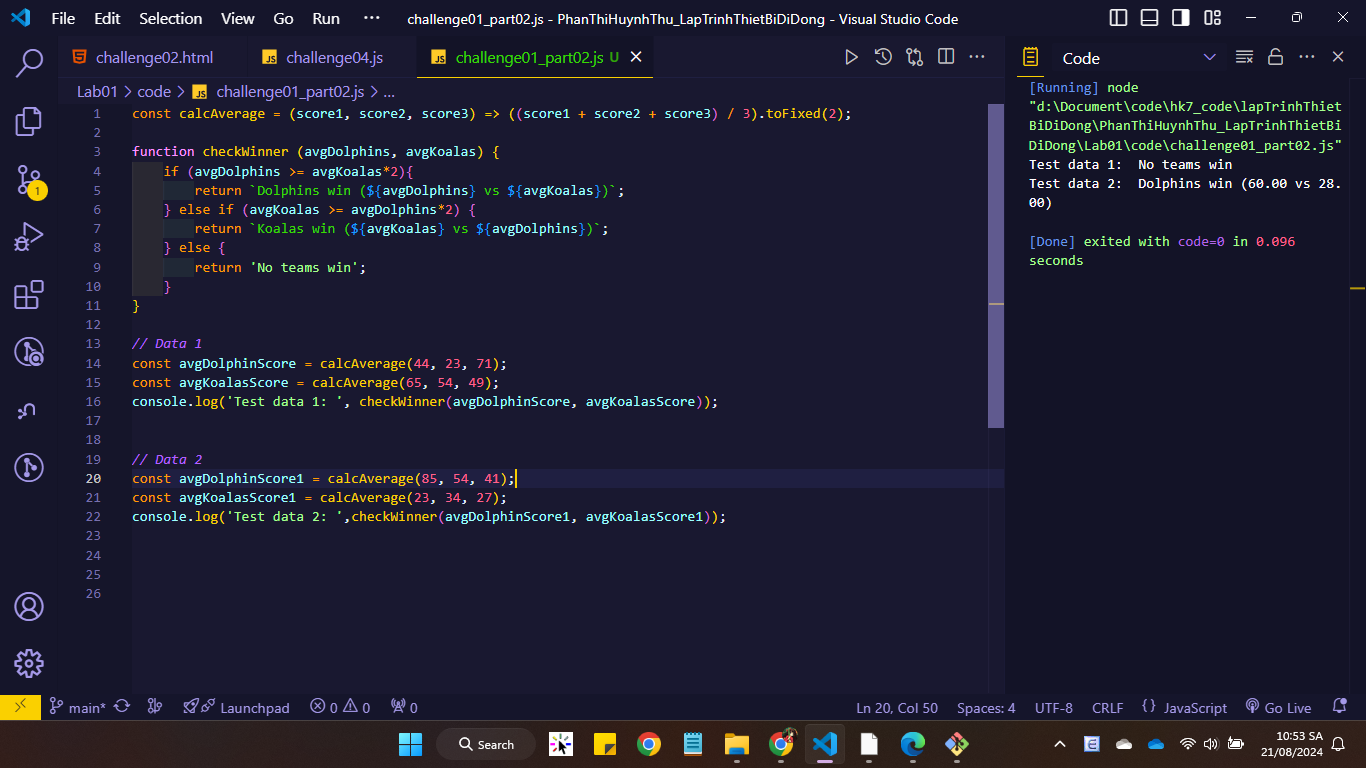 File Edit Selection View Go Run ··· challenge01_part02.js - PhanThiHuynhThu_LapTrinhThietBiDiDong - Visual Studio Code
challenge02.html challenge04.js challenge01_part02.js U
Code
Lab01 > code > challenge01_part02.js > ...
1 const calcAverage = (score1, score2, score3) => ((score1 + score2 + score3) / 3).toFixed(2);
2
3 function checkWinner (avgDolphins, avgKoalas) {
4 if (avgDolphins >= avgKoalas*2){
5 return `Dolphins win (${avgDolphins} vs ${avgKoalas})`;
6 } else if (avgKoalas >= avgDolphins*2) {
7 return `Koalas win (${avgKoalas} vs ${avgDolphins})`;
8 } else {
9 return 'No teams win';
10 }
11 }
12
13 // Data 1
14 const avgDolphinScore = calcAverage(44, 23, 71);
15 const avgKoalasScore = calcAverage(65, 54, 49);
16 console.log('Test data 1: ', checkWinner(avgDolphinScore, avgKoalasScore));
17
18
19 // Data 2
20 const avgDolphinScore1 = calcAverage(85, 54, 41);
21 const avgKoalasScore1 = calcAverage(23, 34, 27);
22 console.log('Test data 2: ',checkWinner(avgDolphinScore1, avgKoalasScore1));
23
24
25
26
[Running] node
"d:\Document\code\hk7_code\lapTrinhThiet
BiDiDong\PhanThiHuynhThu_LapTrinhThietBi
DiDong\Lab01\code\challenge01_part02.js"
Test data 1:  No teams win
Test data 2:  Dolphins win (60.00 vs 28.
00)
[Done] exited with code=0 in 0.096
seconds
1
main* Launchpad 0 0 0 Ln 20, Col 50 Spaces: 4 UTF-8 CRLF {} JavaScript Go Live
Search
10:53 SA
21/08/2024